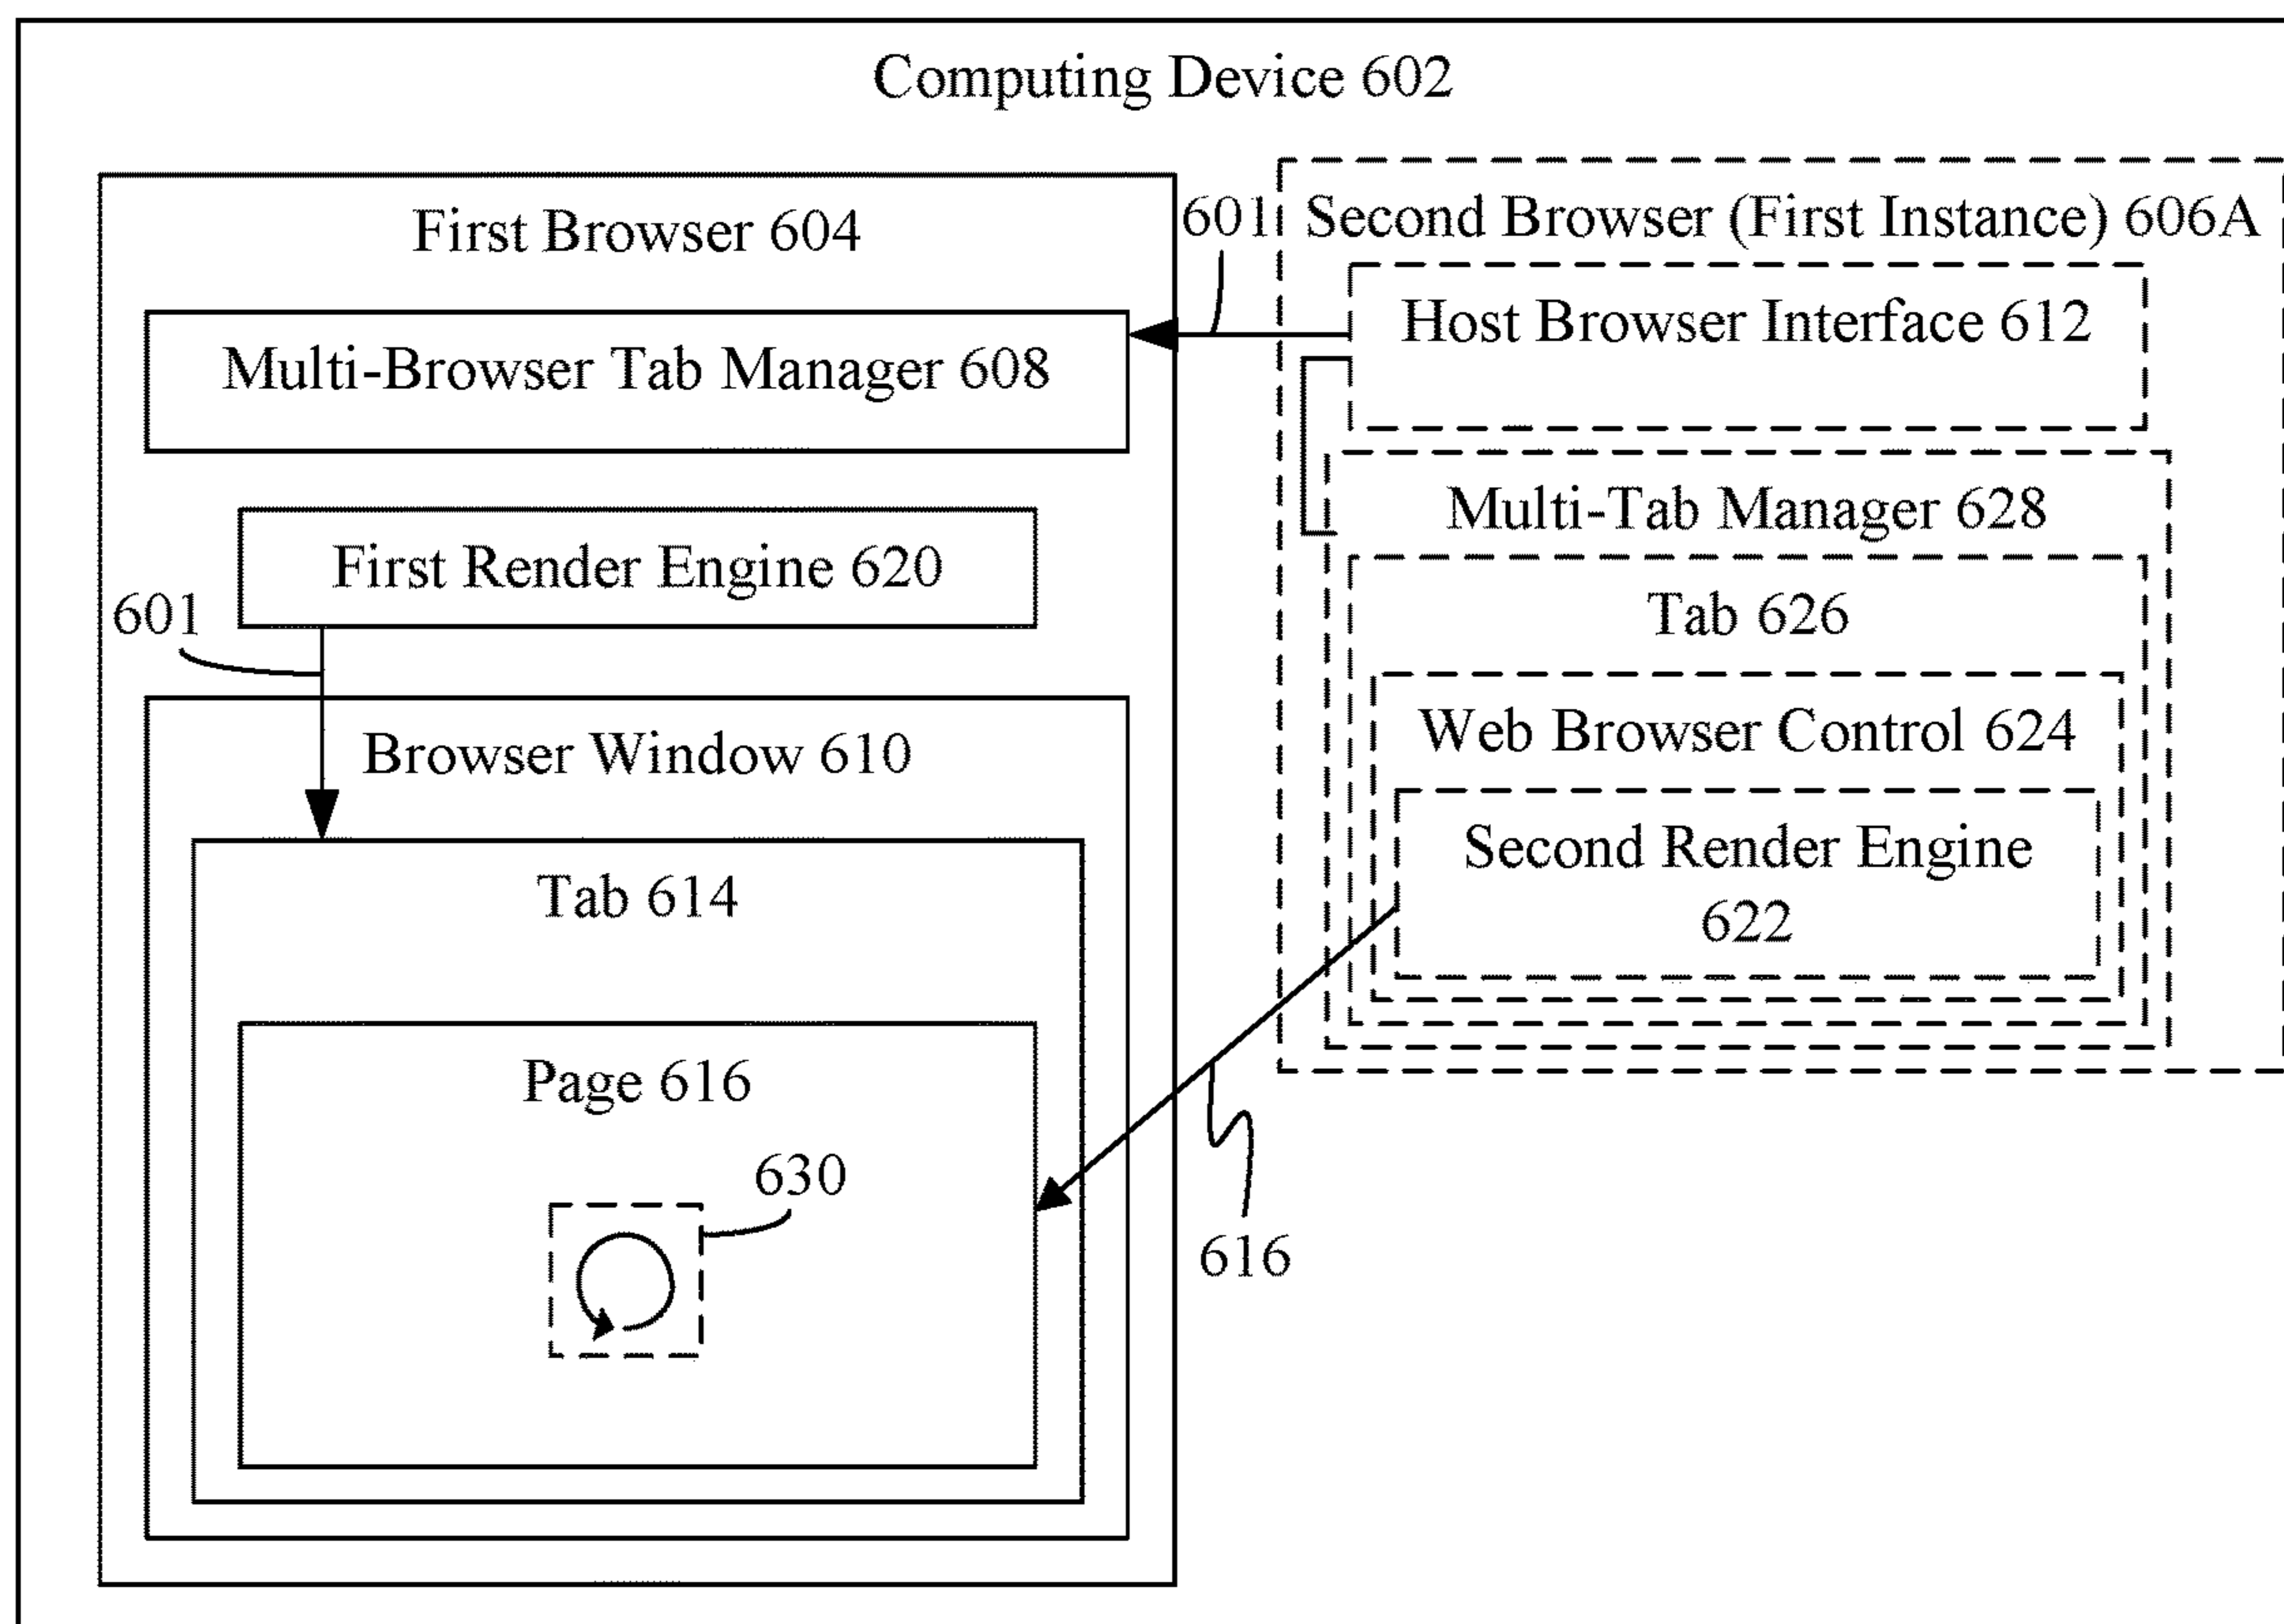 Computing Device 602
First Browser 604
601
Second Browser (First Instance) 606A
Host Browser Interface 612
Multi-Browser Tab Manager 608
Multi-Tab Manager 628
First Render Engine 620
601
Tab 626
Browser Window 610
Web Browser Control 624
Second Render Engine
622
Tab 614
Page 616
630
616